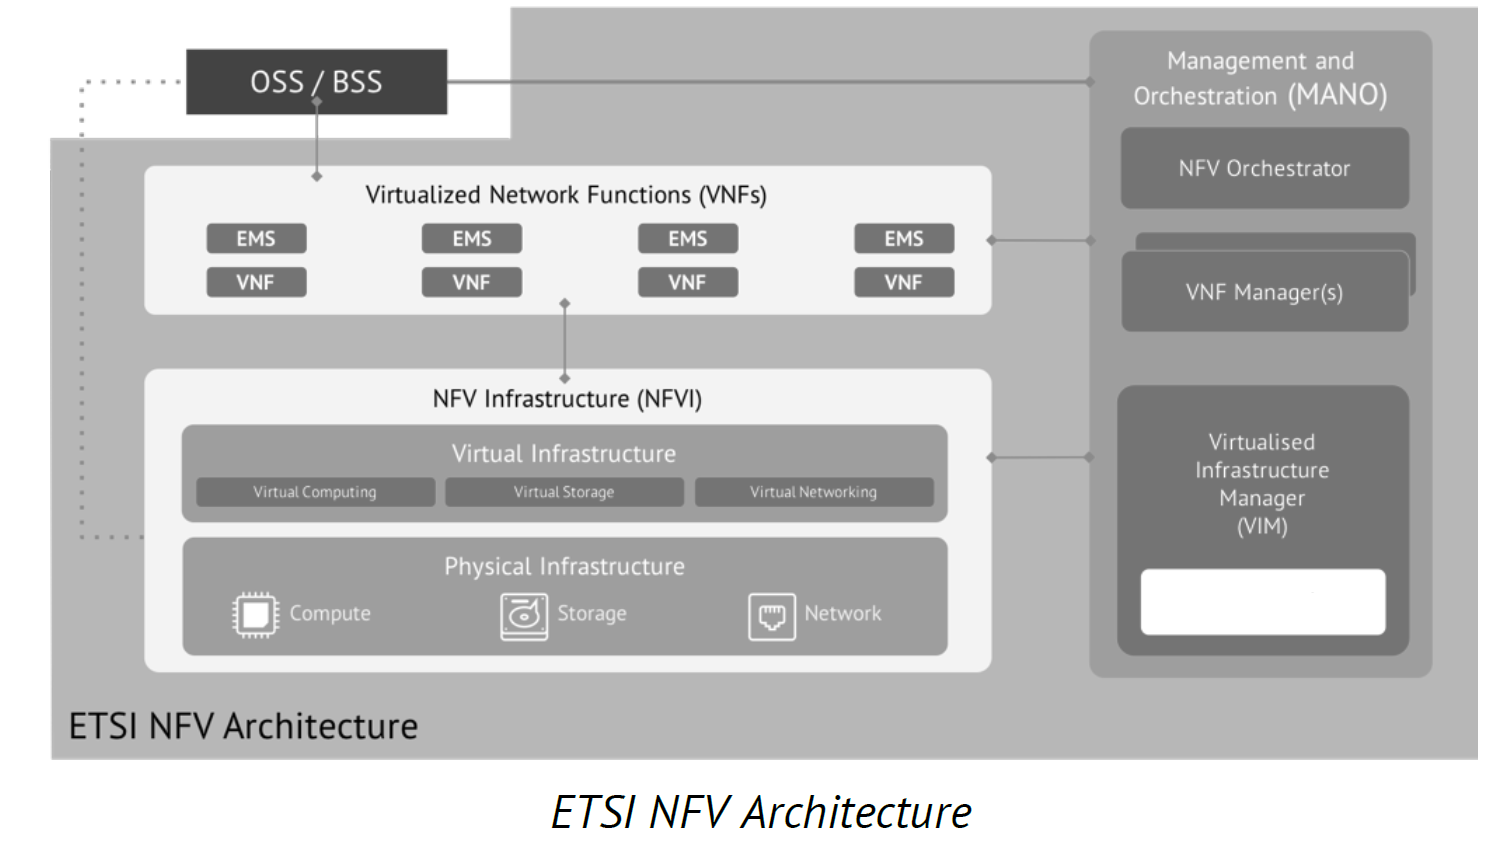 OSS / BSS
Management and
Orchestration (MANO)
NFV Orchestrator
VNF Manager(s)
Virtualized Network Functions (VNFs)
EMS EMS EMS EMS
VNF VNF VNF VNF
NFV Infrastructure (NFVI)
Virtual Infrastructure
Virtual Computing Virtual Storage Virtual Networking
Physical Infrastructure
Compute Storage Network
Virtualised
Infrastructure
Manager
(VIM)
ETSI NFV Architecture
ETSI NFV Architecture